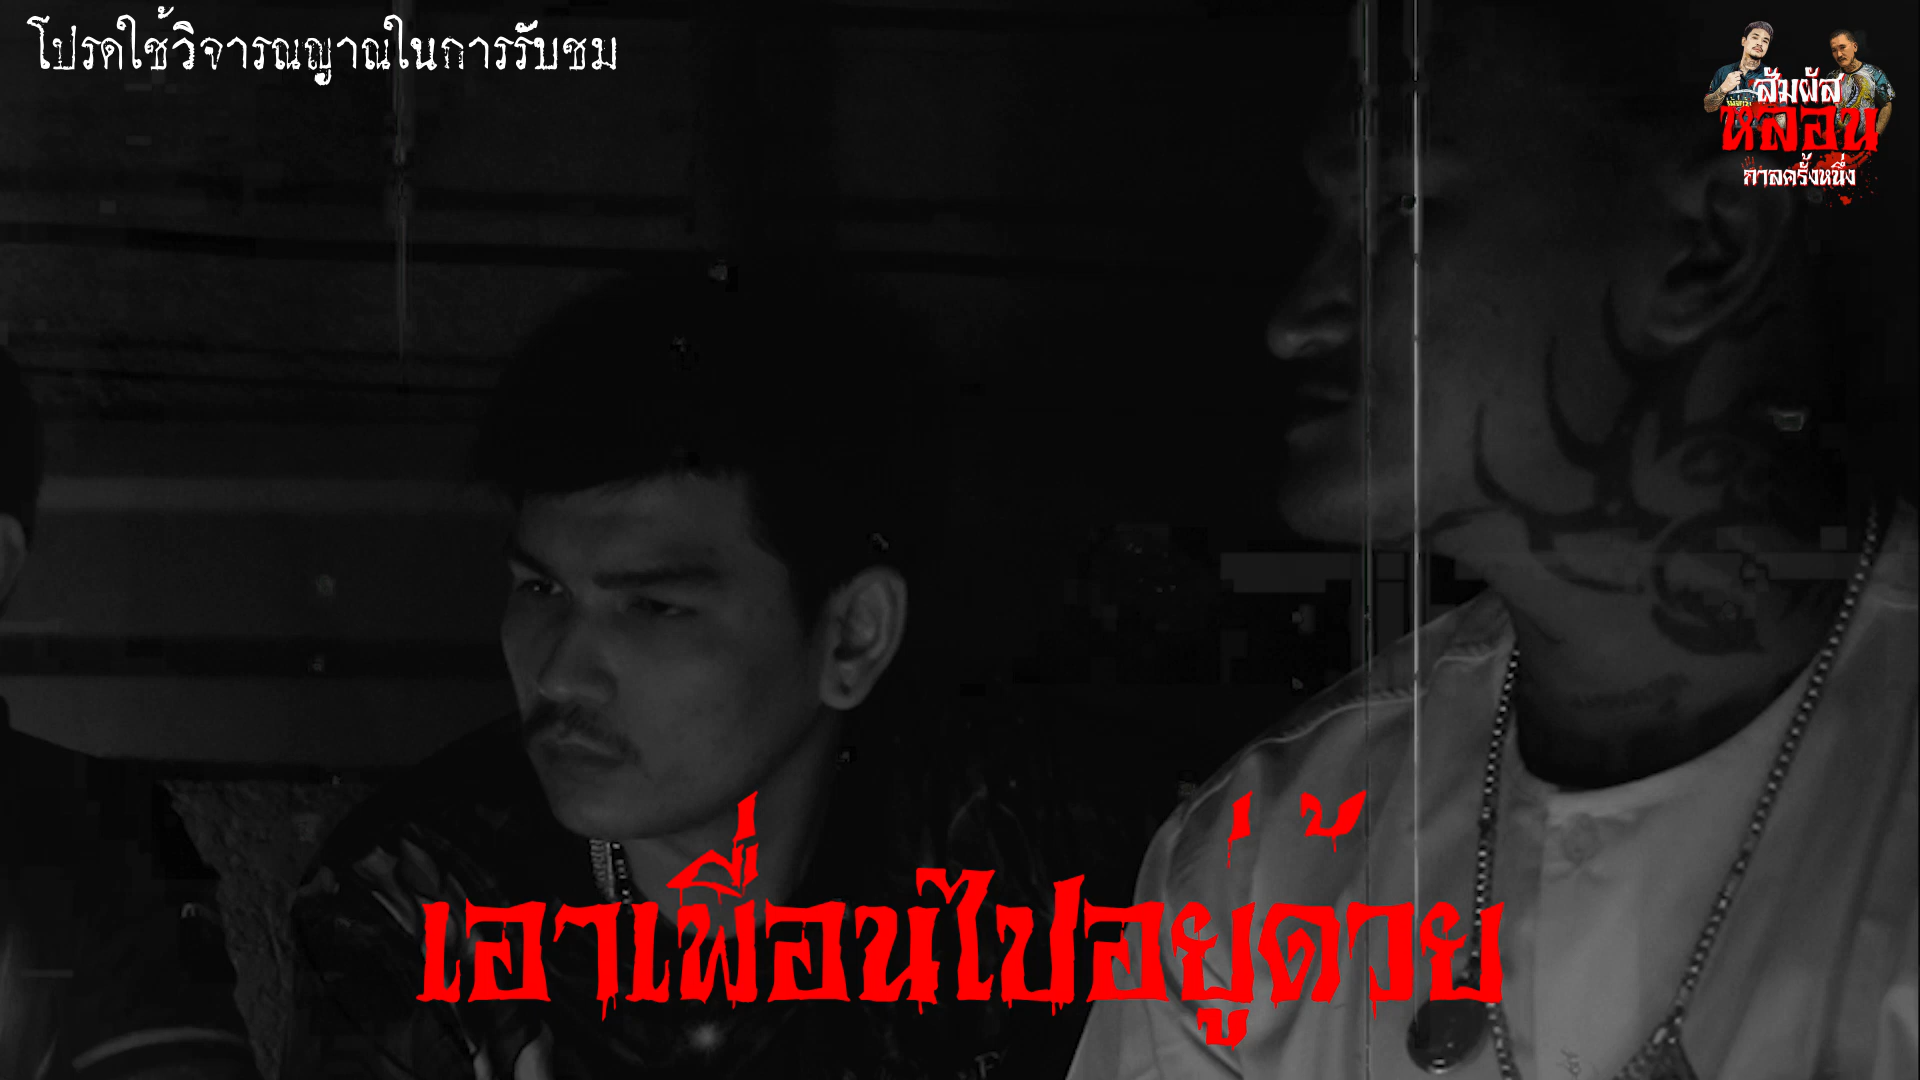 โปรดใช้วิจารณญาณในการรับชม
สัมผัส
หลอน
กาลครั้งหนึ่ง
เอาเพื่อนไปอยู่ด้วย